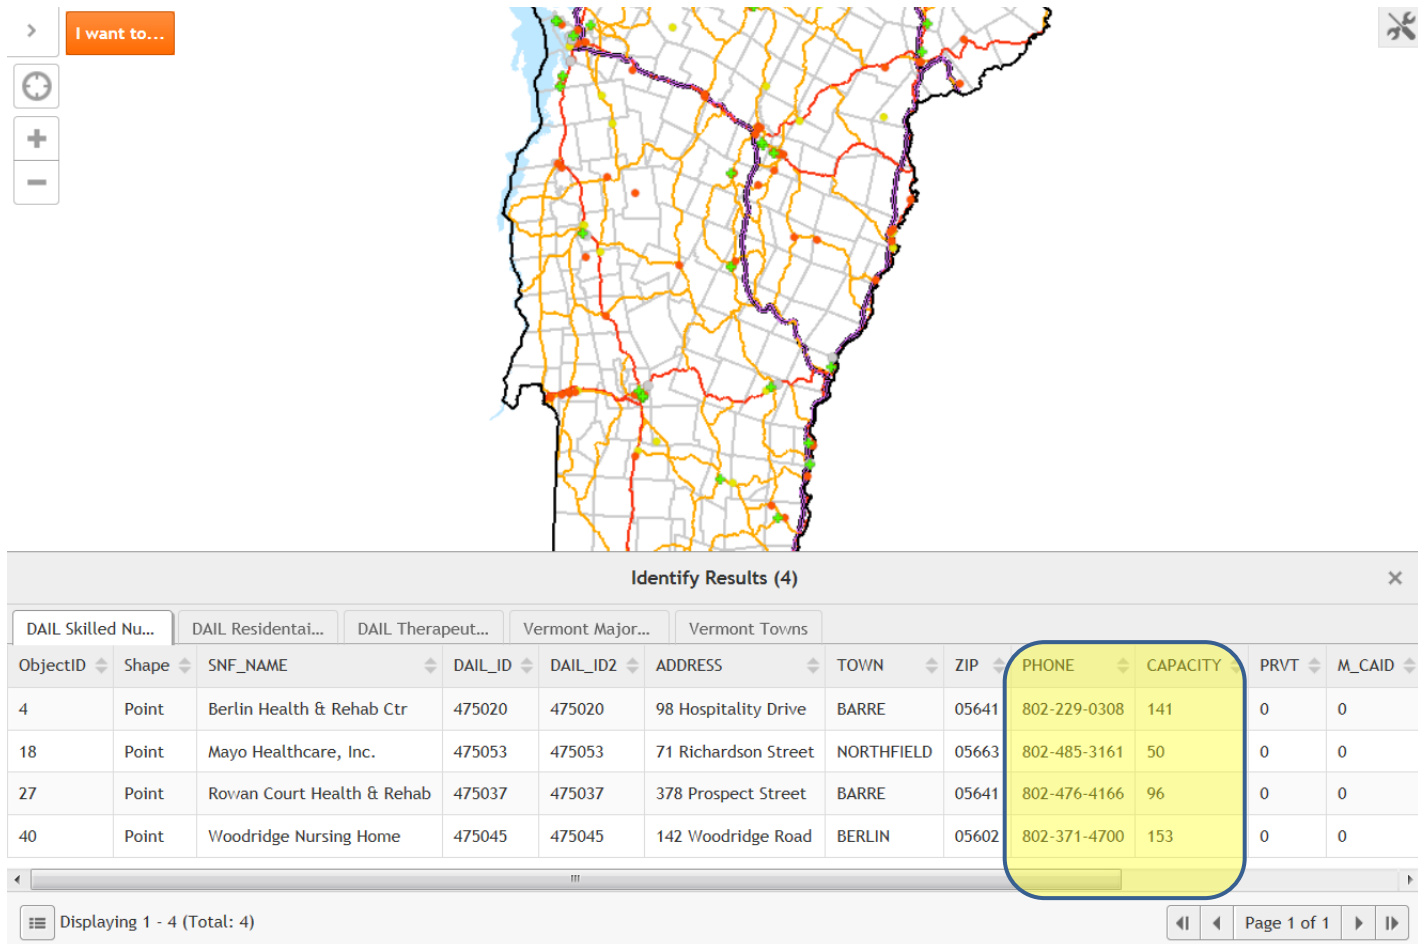 I want to...
Identify Results (4)
DAIL Skilled Nu... DAIL Residentai... DAIL Therapeut... Vermont Major... Vermont Towns
ObjectID Shape SNF_NAME DAIL_ID DAIL_ID2 ADDRESS TOWN ZIP PHONE CAPACITY PRVT M_CAID
4 Point Berlin Health & Rehab Ctr 475020 475020 98 Hospitality Drive BARRE 05641 802-229-0308 141 0 0
18 Point Mayo Healthcare, Inc. 475053 475053 71 Richardson Street NORTHFIELD 05663 802-485-3161 50 0 0
27 Point Rowan Court Health & Rehab 475037 475037 378 Prospect Street BARRE 05641 802-476-4166 96 0 0
40 Point Woodridge Nursing Home 475045 475045 142 Woodridge Road BERLIN 05602 802-371-4700 153 0 0
Displaying 1 - 4 (Total: 4) Page 1 of 1